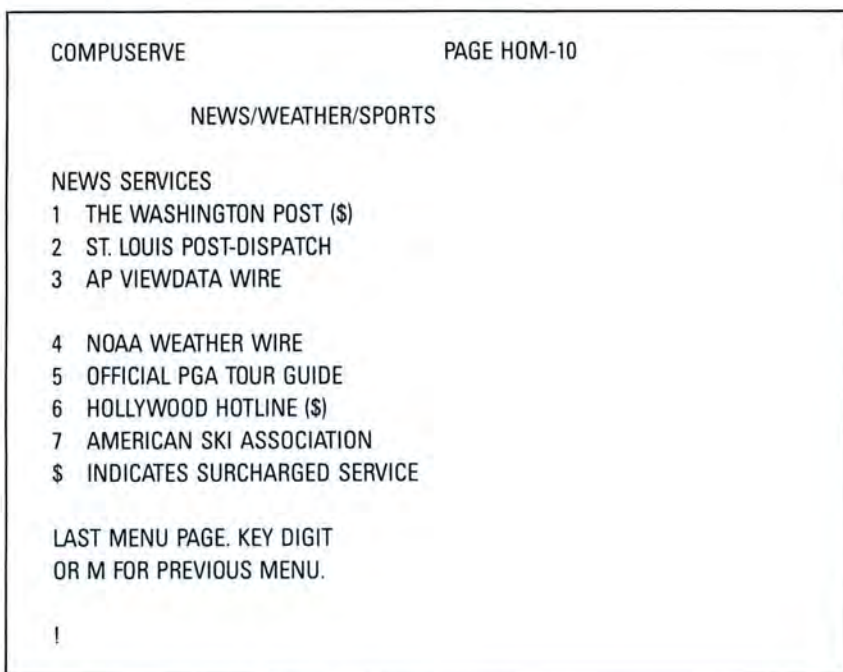 COMPUSERVE PAGE HOM-10
NEWS/WEATHER/SPORTS
NEWS SERVICES
1 THE WASHINGTON POST ($)
2 ST. LOUIS POST-DISPATCH
3 AP VIEWDATA WIRE
4 NOAA WEATHER WIRE
5 OFFICIAL PGA TOUR GUIDE
6 HOLLYWOOD HOTLINE ($)
7 AMERICAN SKI ASSOCIATION
$ INDICATES SURCHARGED SERVICE
LAST MENU PAGE. KEY DIGIT
OR M FOR PREVIOUS MENU.
!